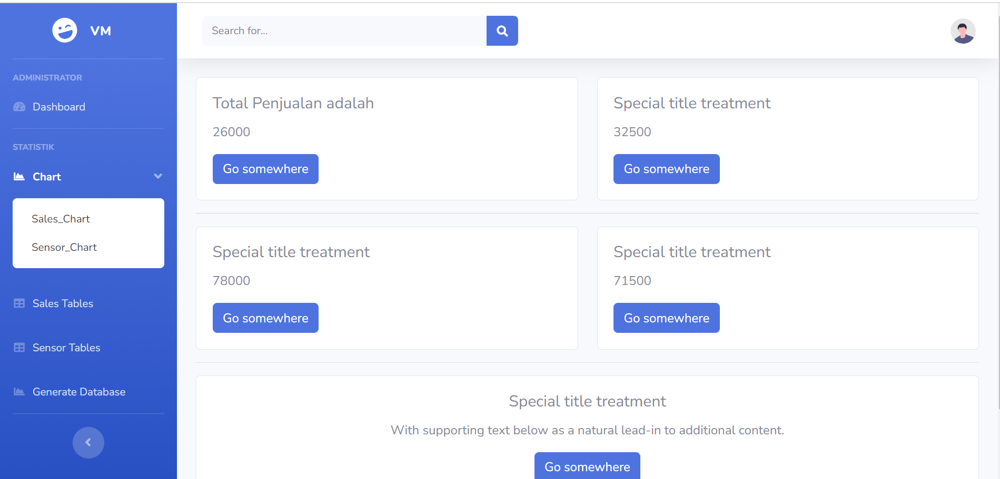 VM
ADMINISTRATOR
Dashboard
STATISTIK
Chart
Sales_Chart
Sensor_Chart
Sales Tables
Sensor Tables
Generate Database
Search for...
Total Penjualan adalah
26000
Go somewhere
Special title treatment
32500
Go somewhere
Special title treatment
78000
Go somewhere
Special title treatment
71500
Go somewhere
Special title treatment
With supporting text below as a natural lead-in to additional content.
Go somewhere